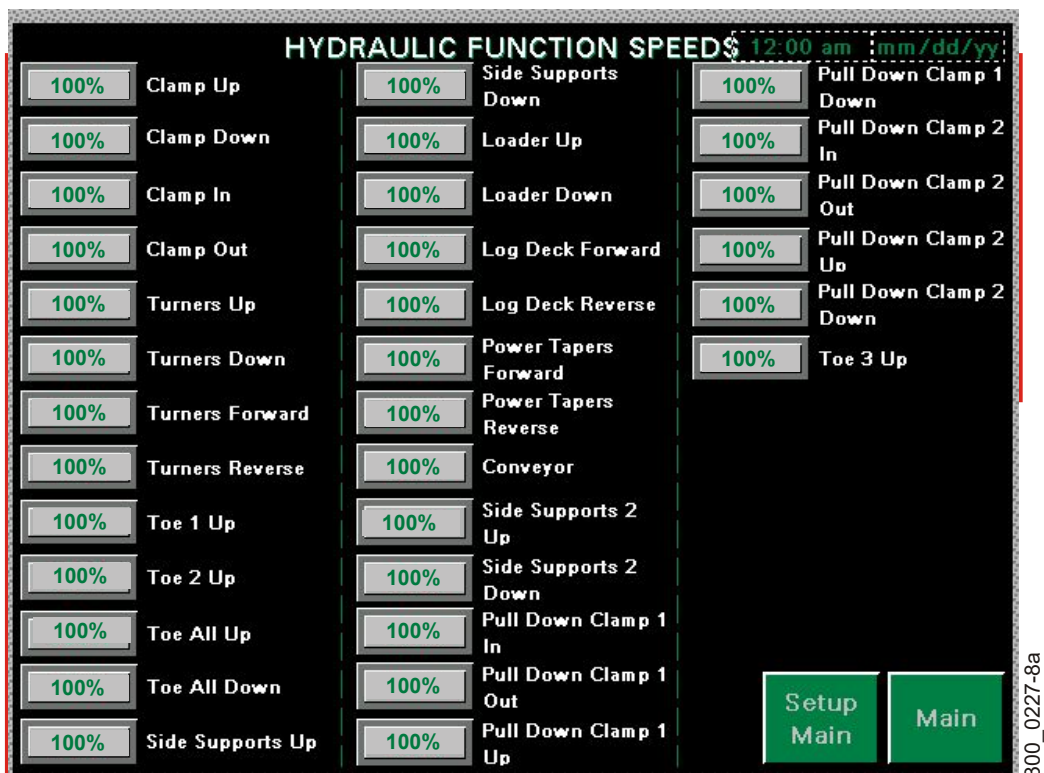 HYDRAULIC FUNCTION SPEEDS 12:00 am mm/dd/yy
100% Clamp Up
100% Clamp Down
100% Clamp In
100% Clamp Out
100% Turners Up
100% Turners Down
100% Turners Forward
100% Turners Reverse
100% Toe 1 Up
100% Toe 2 Up
100% Toe All Up
100% Toe All Down
100% Side Supports Up
100% Side Supports
Down
100% Loader Up
100% Loader Down
100% Log Deck Forward
100% Log Deck Reverse
100% Power Tapers
Forward
100% Power Tapers
Reverse
100% Conveyor
100% Side Supports 2
Up
100% Side Supports 2
Down
100% Pull Down Clamp 1
In
100% Pull Down Clamp 1
Out
100% Pull Down Clamp 1
Up
100% Pull Down Clamp 1
Down
100% Pull Down Clamp 2
In
100% Pull Down Clamp 2
Out
100% Pull Down Clamp 2
Up
100% Pull Down Clamp 2
Down
100% Toe 3 Up
Setup
Main
Main